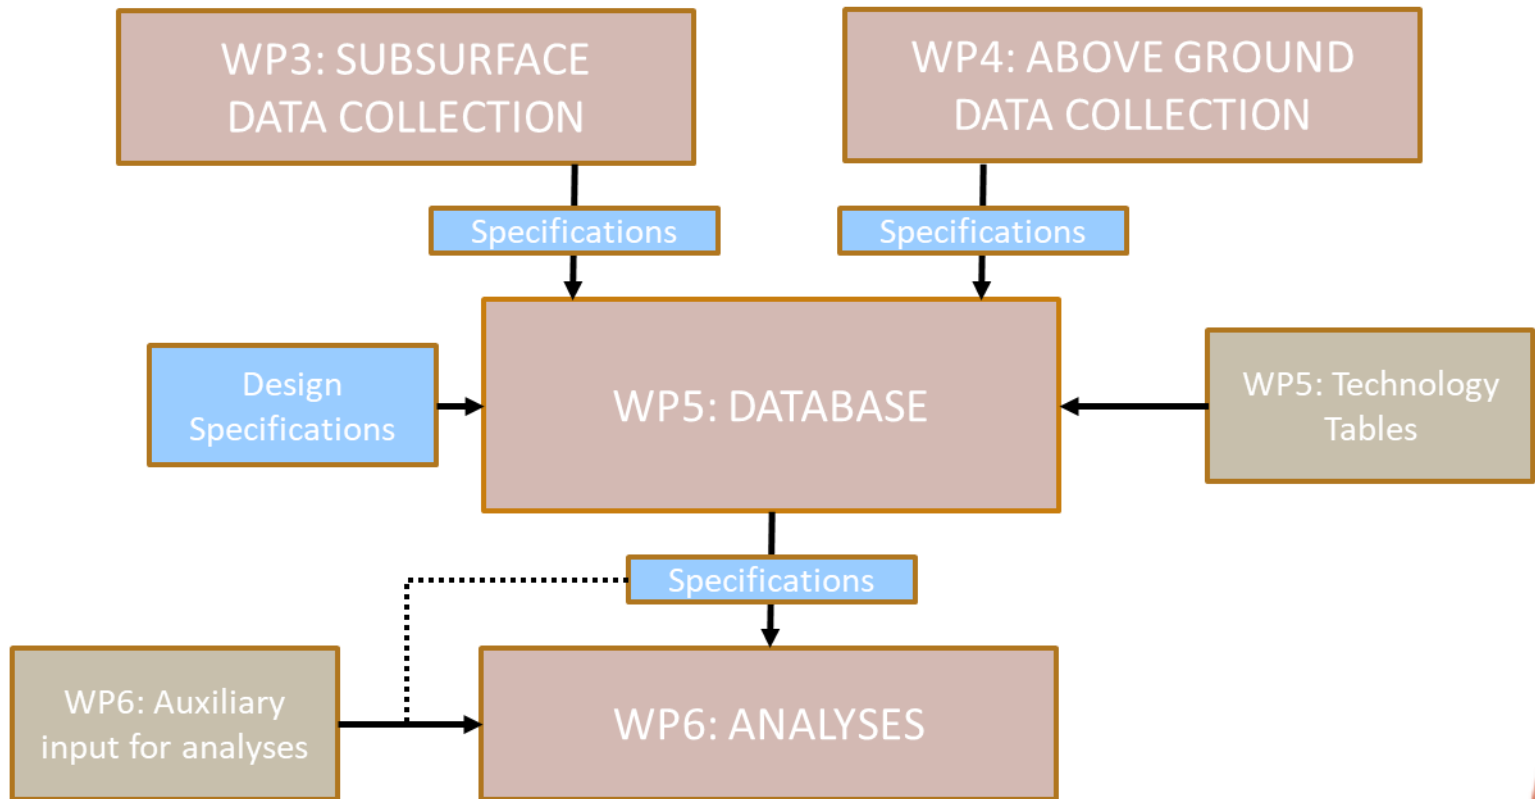 WP3: SUBSURFACE
DATA COLLECTION
WP4: ABOVE GROUND
DATA COLLECTION
Specifications
Specifications
Design
Specifications
WP5: DATABASE
WP5: Technology
Tables
Specifications
WP6: Auxiliary
input for analyses
WP6: ANALYSES